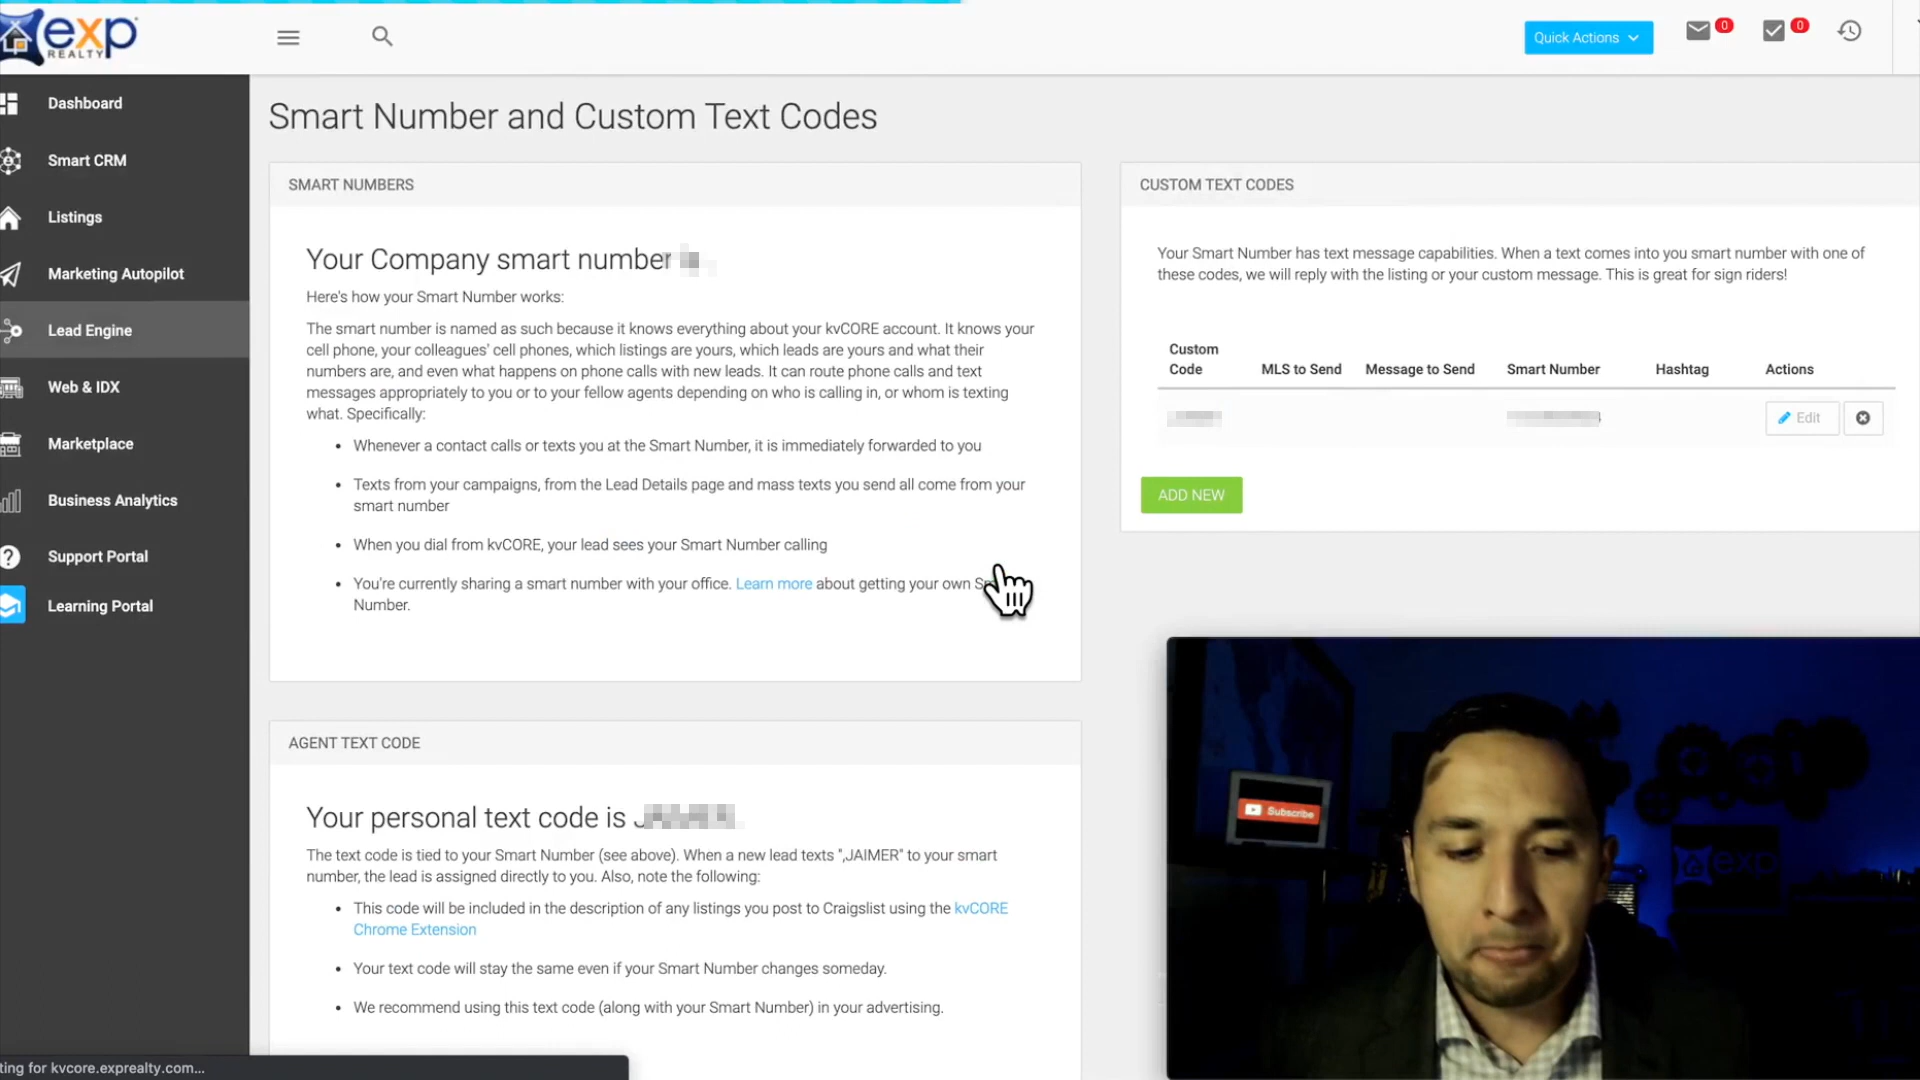 exp
REALTY
Quick Actions
0
0
Dashboard
Smart CRM
Listings
Marketing Autopilot
Lead Engine
Web & IDX
Marketplace
Business Analytics
Support Portal
Learning Portal
Smart Number and Custom Text Codes
SMART NUMBERS
Your Company smart number
Here's how your Smart Number works:
The smart number is named as such because it knows everything about your kvCORE account. It knows your
cell phone, your colleagues' cell phones, which listings are yours, which leads are yours and what their
numbers are, and even what happens on phone calls with new leads. It can route phone calls and text
messages appropriately to you or to your fellow agents depending on who is calling in, or whom is texting
what. Specifically:
• Whenever a contact calls or texts you at the Smart Number, it is immediately forwarded to you
• Texts from your campaigns, from the Lead Details page and mass texts you send all come from your
smart number
• When you dial from kvCORE, your lead sees your Smart Number calling
• You're currently sharing a smart number with your office. Learn more about getting your own
Number.
AGENT TEXT CODE
Your personal text code is
The text code is tied to your Smart Number (see above). When a new lead texts ",JAIMER" to your smart
number, the lead is assigned directly to you. Also, note the following:
• This code will be included in the description of any listings you post to Craigslist using the kvCORE
Chrome Extension
• Your text code will stay the same even if your Smart Number changes someday.
• We recommend using this text code (along with your Smart Number) in your advertising.
CUSTOM TEXT CODES
Your Smart Number has text message capabilities. When a text comes into you smart number with one of
these codes, we will reply with the listing or your custom message. This is great for sign riders!
Custom
Code MLS to Send Message to Send Smart Number Hashtag Actions
Edit
ADD NEW
Subscribe
exp
ting for kvcore.exprealty.com...